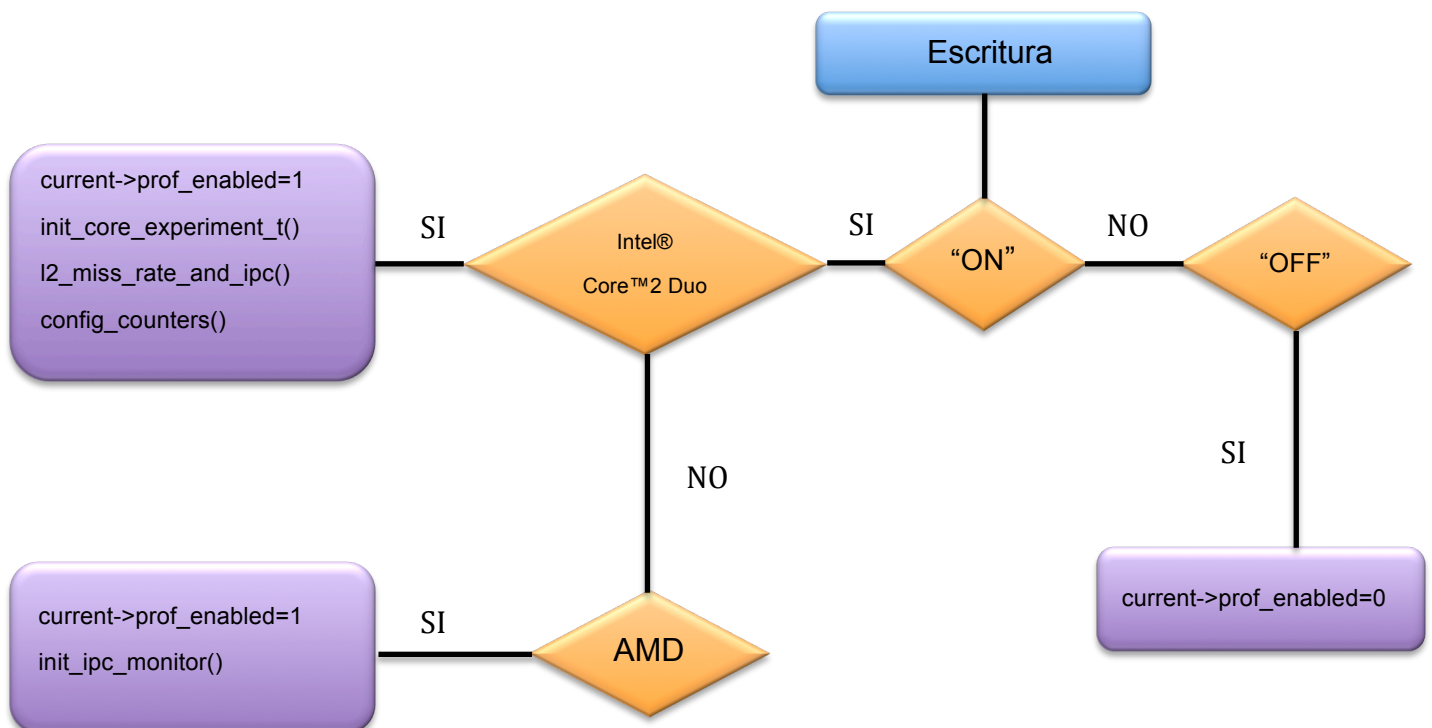 Escritura
current->prof_enabled=1
init_core_experiment_t()
l2_miss_rate_and_ipc()
config_counters()
SI
Intel®
Core™2 Duo
SI
“ON”
NO
“OFF”
NO
SI
current->prof_enabled=0
current->prof_enabled=1
init_ipc_monitor()
SI
AMD